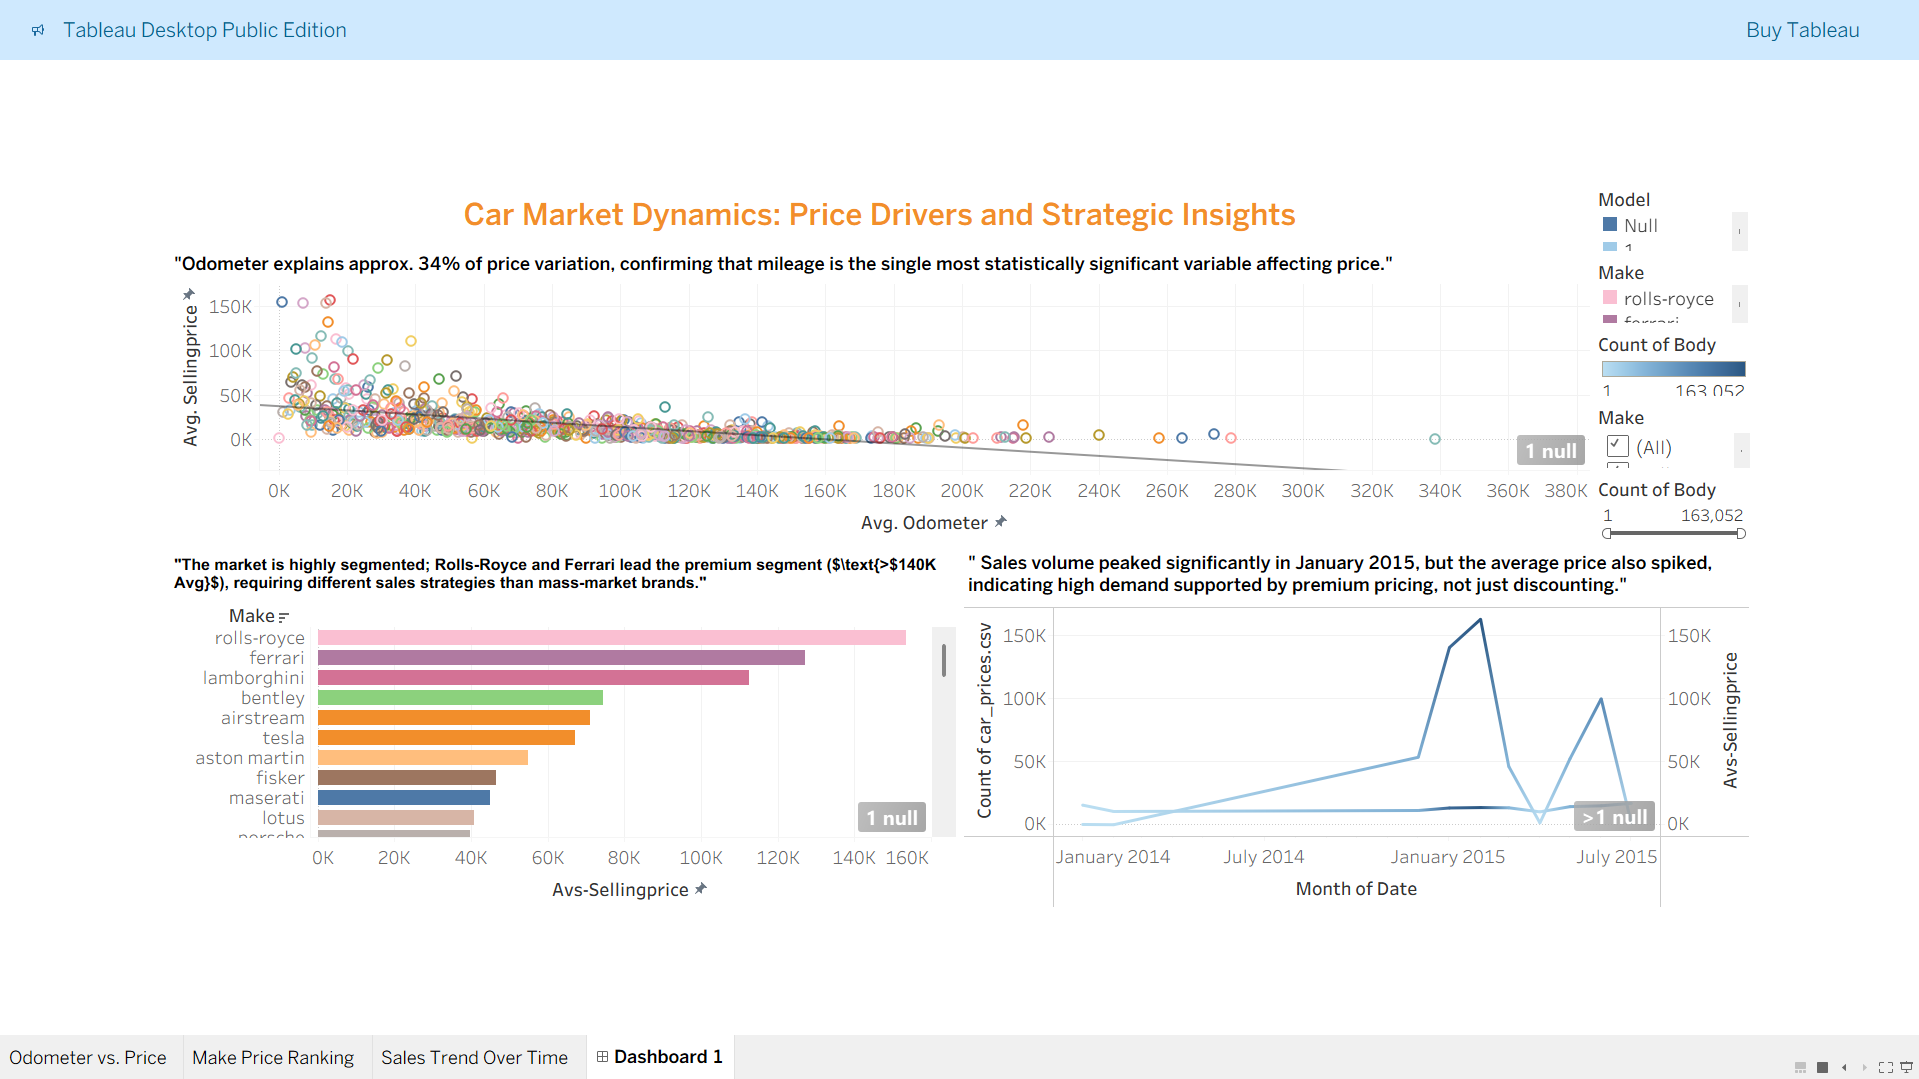 Tableau Desktop Public Edition
Buy Tableau
Car Market Dynamics: Price Drivers and Strategic Insights
"Odometer explains approx. 34% of price variation, confirming that mileage is the single most statistically significant variable affecting price."
Avg. Sellingprice
150K
100K
50K
0K
1 null
0K 20K 40K 60K 80K 100K 120K 140K 160K 180K 200K 220K 240K 260K 280K 300K 320K 340K 360K 380K
Avg. Odometer
Model
Null
1
Make
rolls-royce
ferrari
Count of Body
1 163,052
Make
(All)
Count of Body
1 163,052
"The market is highly segmented; Rolls-Royce and Ferrari lead the premium segment ($\text{>$140K
Avg}$), requiring different sales strategies than mass-market brands."
Make
rolls-royce
ferrari
lamborghini
bentley
airstream
tesla
aston martin
fisker
maserati
lotus
porsche
1 null
0K 20K 40K 60K 80K 100K 120K 140K 160K
Avs-Sellingprice
" Sales volume peaked significantly in January 2015, but the average price also spiked,
indicating high demand supported by premium pricing, not just discounting."
Count of car_prices.csv
150K
100K
50K
0K
150K
100K
50K
0K
Avs-Sellingprice
>1 null
January 2014 July 2014 January 2015 July 2015
Month of Date
Odometer vs. Price
Make Price Ranking
Sales Trend Over Time
Dashboard 1